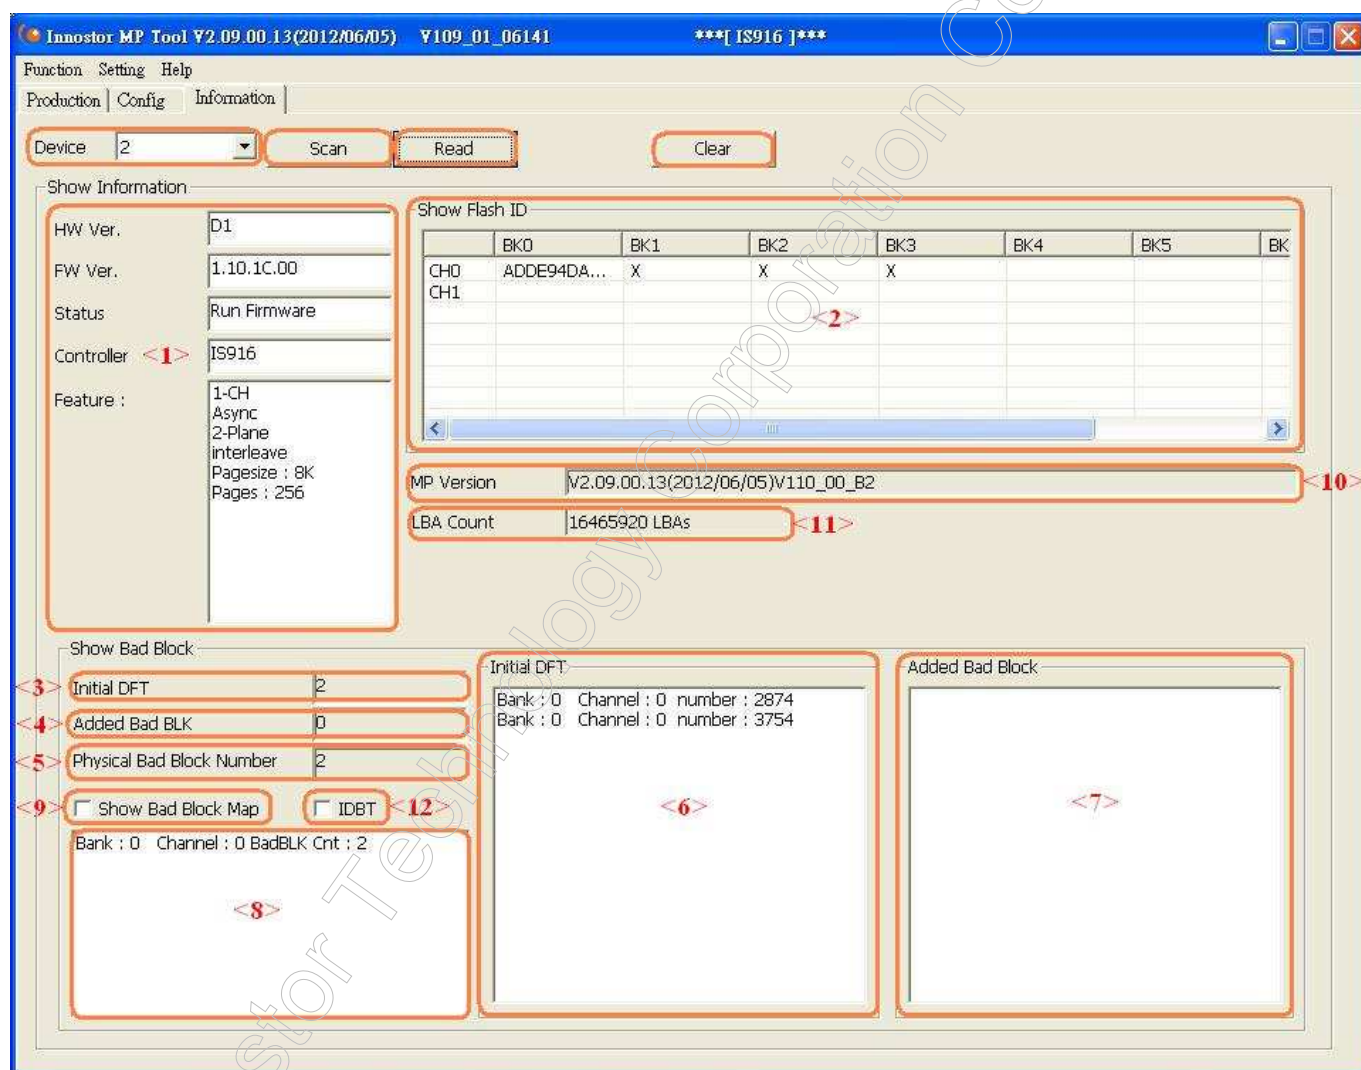 Innostor MP Tool V2.09.00.13(2012/06/05) V109_01_06141 ***[ IS916 ]***
Function Setting Help
Production Config Information
Device 2 Scan Read Clear
Show Information
HW Ver. D1
FW Ver. 1.10.1C.00
Status Run Firmware
Controller <1> IS916
Feature :
1-CH
Async
2-Plane
interleave
Pagesize : 8K
Pages : 256
Show Flash ID
BK0 BK1 BK2 BK3 BK4 BK5 BK
CH0 ADDE94DA... X X X
CH1
<2>
MP Version V2.09.00.13(2012/06/05)V110_00_B2 <10>
LBA Count 16465920 LBAs <11>
Show Bad Block
<3> Initial DFT 2
<4> Added Bad BLK 0
<5> Physical Bad Block Number 2
<9> Show Bad Block Map IDBT <12>
Bank : 0 Channel : 0 BadBLK Cnt : 2
<8>
Initial DFT
Bank : 0 Channel : 0 number : 2874
Bank : 0 Channel : 0 number : 3754
<6>
Added Bad Block
<7>
stor Technology Corporation Co